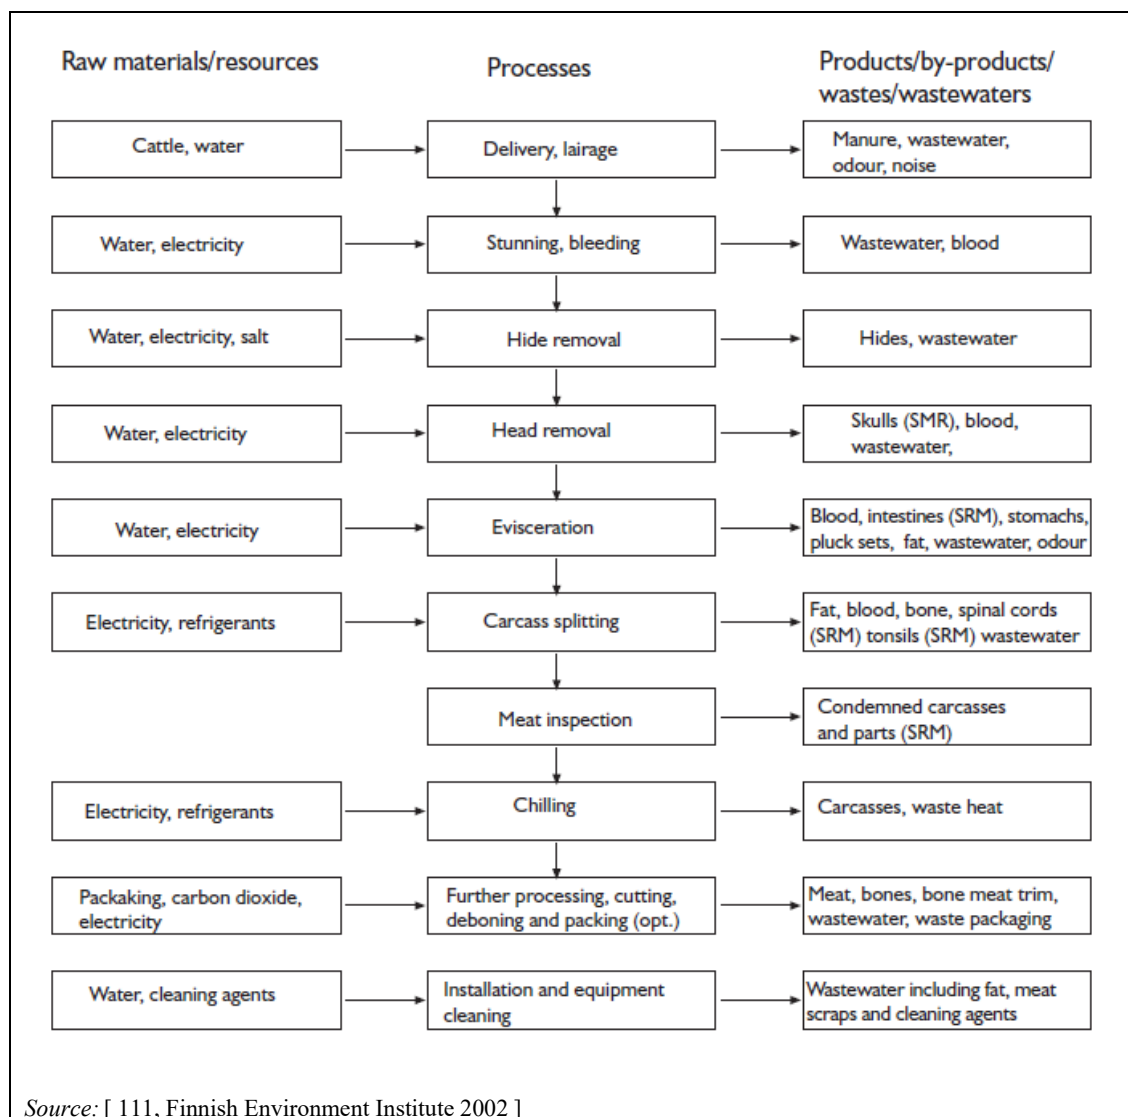 Raw materials/resources
Processes
Products/by-products/
wastes/wastewaters
Cattle, water
Delivery, lairage
Manure, wastewater,
odour, noise
Water, electricity
Stunning, bleeding
Wastewater, blood
Water, electricity, salt
Hide removal
Hides, wastewater
Water, electricity
Head removal
Skulls (SMR), blood,
wastewater,
Water, electricity
Evisceration
Blood, intestines (SRM), stomachs,
pluck sets, fat, wastewater, odour
Electricity, refrigerants
Carcass splitting
Fat, blood, bone, spinal cords
(SRM) tonsils (SRM) wastewater
Meat inspection
Condemned carcasses
and parts (SRM)
Electricity, refrigerants
Chilling
Carcasses, waste heat
Packaking, carbon dioxide,
electricity
Further processing, cutting,
deboning and packing (opt.)
Meat, bones, bone meat trim,
wastewater, waste packaging
Water, cleaning agents
Installation and equipment
cleaning
Wastewater including fat, meat
scraps and cleaning agents
Source: [ 111, Finnish Environment Institute 2002 ]